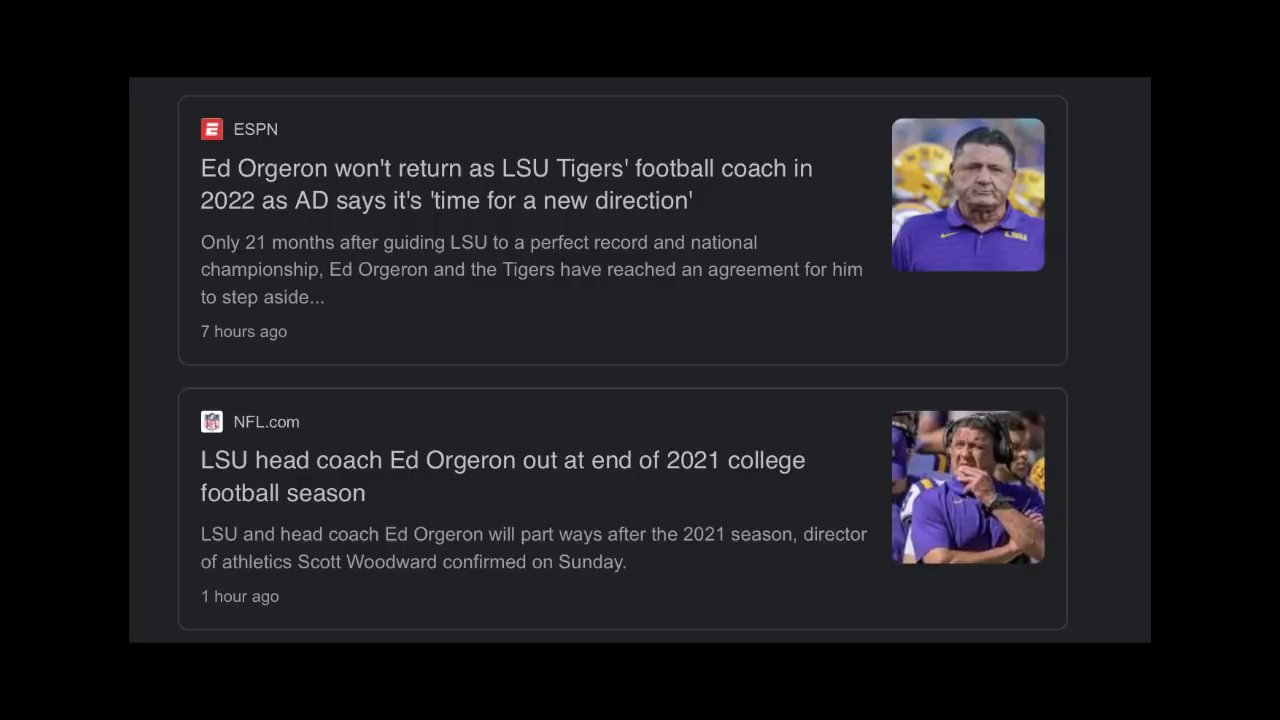 ESPN
Ed Orgeron won't return as LSU Tigers' football coach in
2022 as AD says it's 'time for a new direction'
Only 21 months after guiding LSU to a perfect record and national
championship, Ed Orgeron and the Tigers have reached an agreement for him
to step aside...
7 hours ago
LSU
NFL.com
LSU head coach Ed Orgeron out at end of 2021 college
football season
LSU and head coach Ed Orgeron will part ways after the 2021 season, director
of athletics Scott Woodward confirmed on Sunday.
1 hour ago